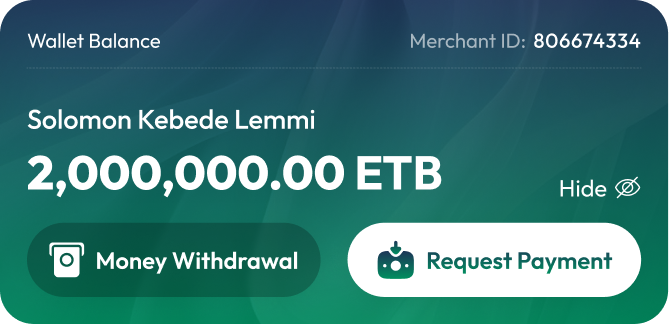 Wallet Balance
Merchant ID: 806674334
Solomon Kebede Lemmi
2,000,000.00 ETB
Hide
Money Withdrawal
Request Payment